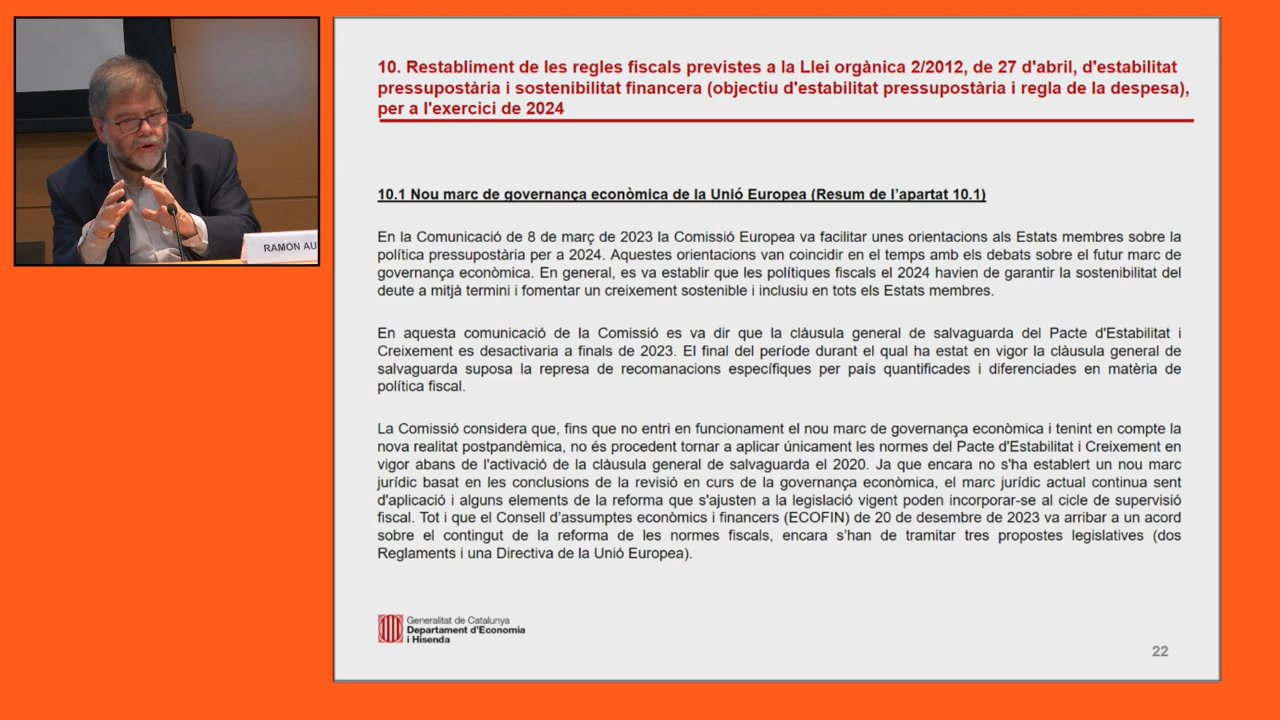 RAMON AU
10. Restabliment de les regles fiscals previstes a la Llei orgànica 2/2012, de 27 d'abril, d'estabilitat
pressupostària i sostenibilitat financera (objectiu d'estabilitat pressupostària i regla de la despesa),
per a l'exercici de 2024
10.1 Nou marc de governança econòmica de la Unió Europea (Resum de l’apartat 10.1)
En la Comunicació de 8 de març de 2023 la Comissió Europea va facilitar unes orientacions als Estats membres sobre la
política pressupostària per a 2024. Aquestes orientacions van coincidir en el temps amb els debats sobre el futur marc de
governança econòmica. En general, es va establir que les polítiques fiscals el 2024 havien de garantir la sostenibilitat del
deute a mitjà termini i fomentar un creixement sostenible i inclusiu en tots els Estats membres.
En aquesta comunicació de la Comissió es va dir que la clàusula general de salvaguarda del Pacte d'Estabilitat i
Creixement es desactivaria a finals de 2023. El final del període durant el qual ha estat en vigor la clàusula general de
salvaguarda suposa la represa de recomanacions específiques per país quantificades i diferenciades en matèria de
política fiscal.
La Comissió considera que, fins que no entri en funcionament el nou marc de governança econòmica i tenint en compte la
nova realitat postpandèmica, no és procedent tornar a aplicar únicament les normes del Pacte d'Estabilitat i Creixement en
vigor abans de l'activació de la clàusula general de salvaguarda el 2020. Ja que encara no s'ha establert un nou marc
jurídic basat en les conclusions de la revisió en curs de la governança econòmica, el marc jurídic actual continua sent
d'aplicació i alguns elements de la reforma que s'ajusten a la legislació vigent poden incorporar-se al cicle de supervisió
fiscal. Tot i que el Consell d’assumptes econòmics i financers (ECOFIN) de 20 de desembre de 2023 va arribar a un acord
sobre el contingut de la reforma de les normes fiscals, encara s’han de tramitar tres propostes legislatives (dos
Reglaments i una Directiva de la Unió Europea).
Generalitat de Catalunya
Departament d'Economia
i Hisenda
22